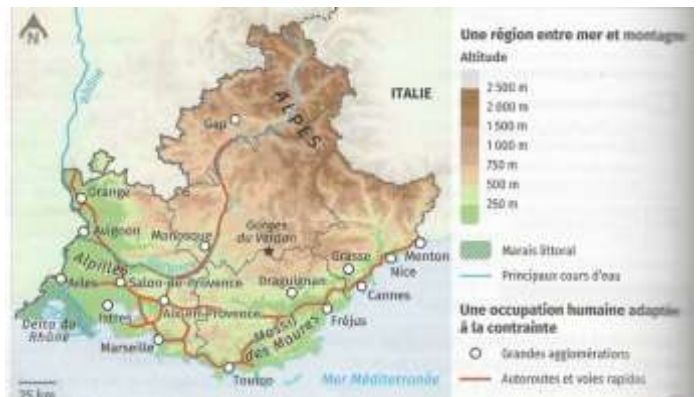 N
Rhône
ITALIE
ALPES
Gap
Orange
Avignon
Manosque
Gorges
du Verdon
Grasse
Menton
Nice
Alpilles
Arles
Salon-de-Provence
Draguignan
Cannes
Istres
Aix-en-Provence
Fréjus
Delta du
Rhône
Massif
des Maures
Marseille
Toulon
Mer Méditerranée
25 km
Une région entre mer et montagne
Altitude
2 500 m
2 000 m
1 500 m
1 000 m
750 m
500 m
250 m
Marais littoral
Principaux cours d'eau
Une occupation humaine adaptée
à la contrainte
Grandes agglomérations
Autoroutes et voies rapides